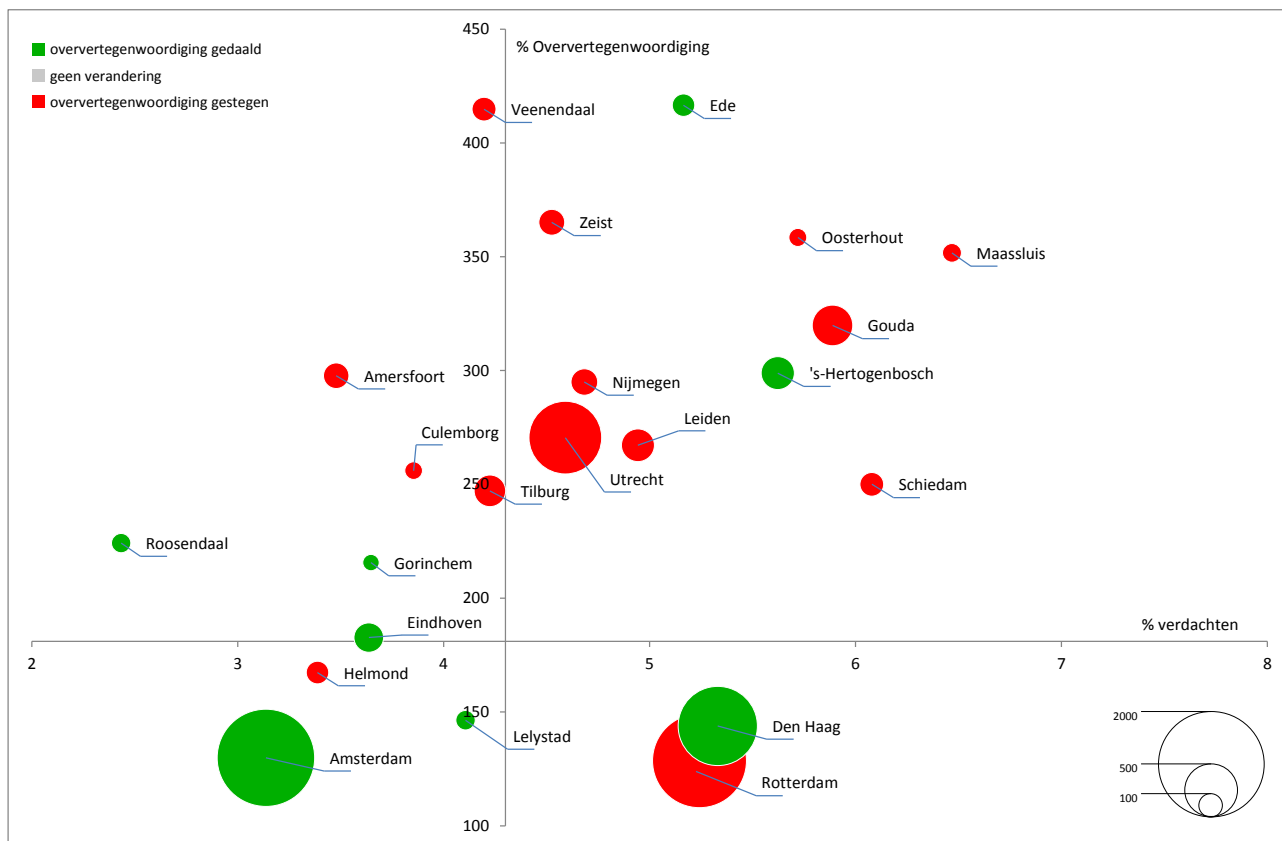 450
% Oververtegenwoordiging
oververtegenwoordiging gedaald
geen verandering
oververtegenwoordiging gestegen
Veenendaal
Ede
400
Zeist
Oosterhout
Maassluis
350
Gouda
300
Amersfoort
Nijmegen
's-Hertogenbosch
Culemborg
Leiden
Utrecht
250
Tilburg
Schiedam
Roosendaal
Gorinchem
200
Eindhoven
% verdachten
2 3 4 5 6 7 8
Helmond
150
Lelystad
Den Haag
2000
Amsterdam
500
Rotterdam
100
100